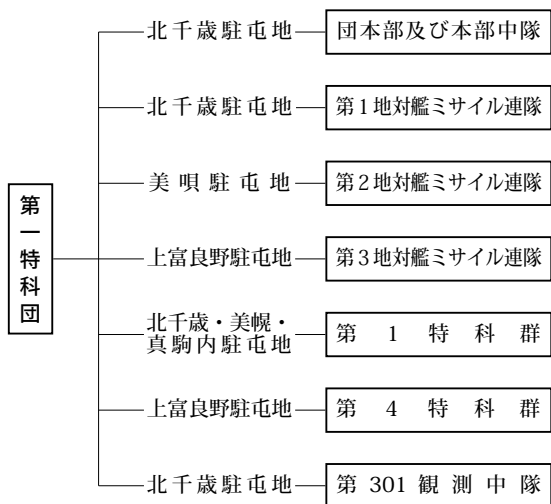 第一特科団
北千歳駐屯地
団本部及び本部中隊
北千歳駐屯地
第1地対艦ミサイル連隊
美唄駐屯地
第2地対艦ミサイル連隊
上富良野駐屯地
第3地対艦ミサイル連隊
北千歳・美幌・
真駒内駐屯地
第1特科群
上富良野駐屯地
第4特科群
北千歳駐屯地
第301観測中隊